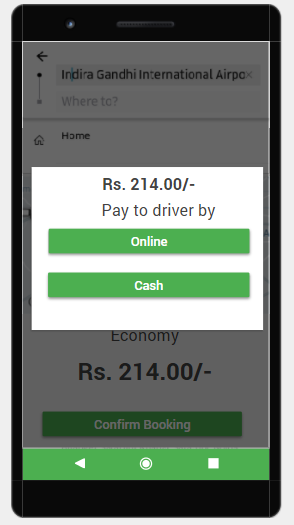 Indira Gandhi International Airpo
Where to?
Home
Rs. 214.00/-
Pay to driver by
Online
Cash
Economy
Rs. 214.00/-
Confirm Booking